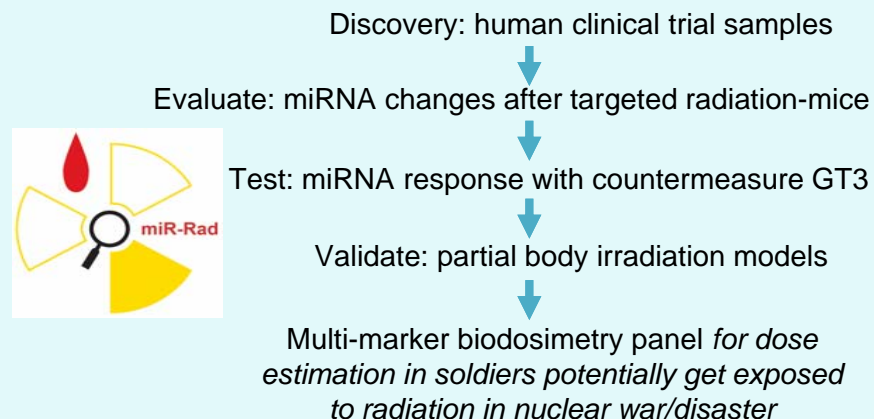 Discovery: human clinical trial samples
Evaluate: miRNA changes after targeted radiation-mice
miR-Rad
Test: miRNA response with countermeasure GT3
Validate: partial body irradiation models
Multi-marker biodosimetry panel for dose
estimation in soldiers potentially get exposed
to radiation in nuclear war/disaster